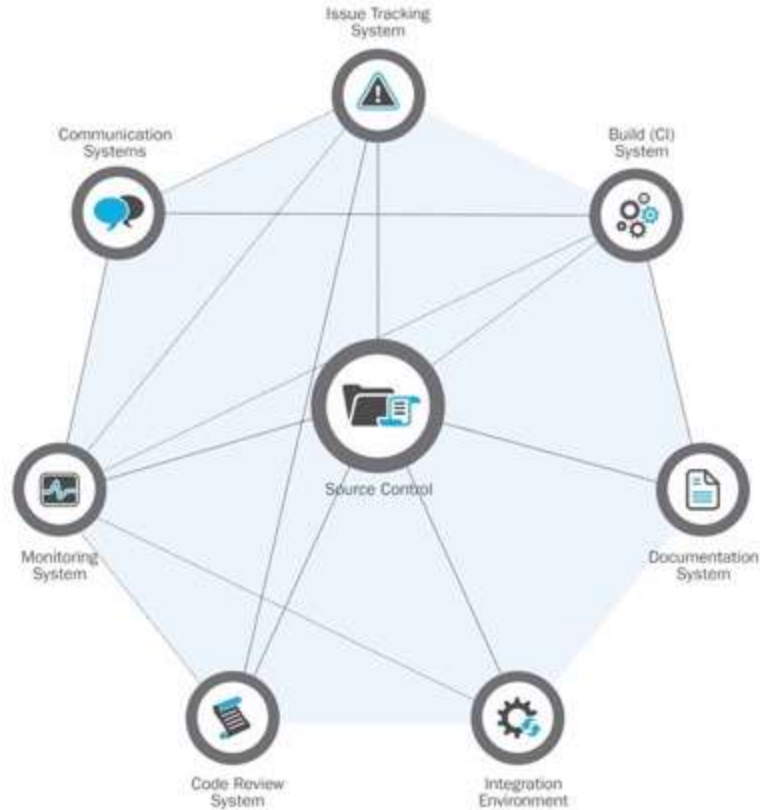 Issue Tracking
System
Communication
Systems
Build (CI)
System
Source Control
Monitoring
System
Documentation
System
Code Review
System
Integration
Environment